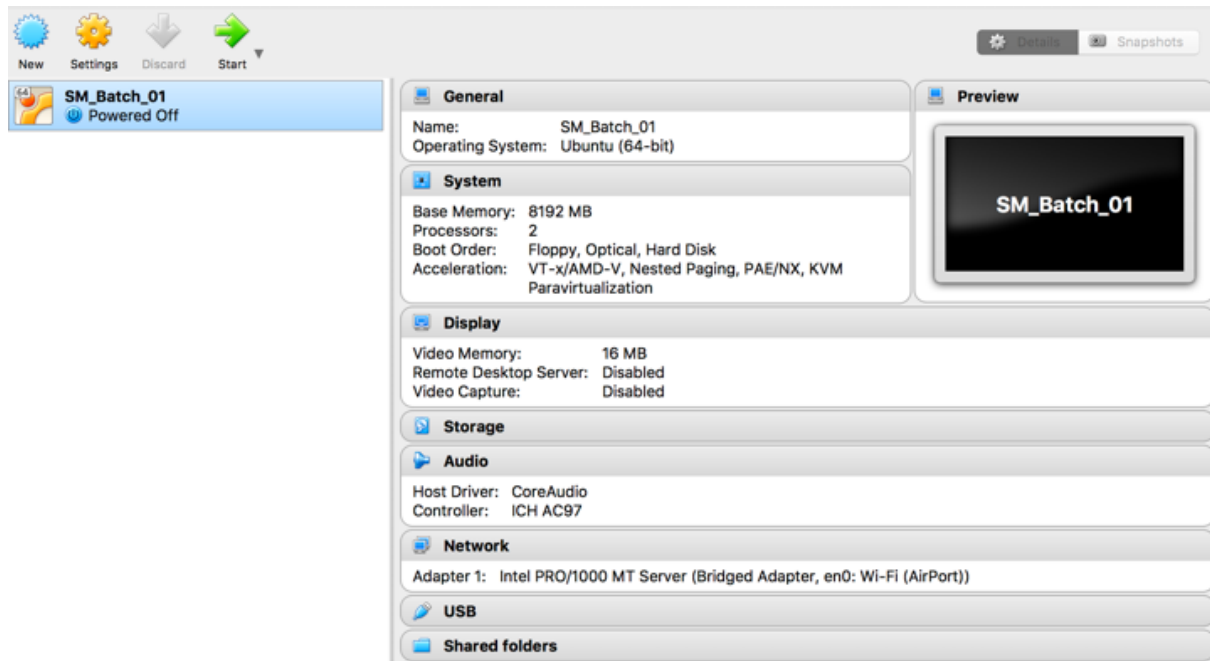 New
Settings
Discard
Start
Details
Snapshots
64
SM_Batch_01
Powered Off
General
Name: SM_Batch_01
Operating System: Ubuntu (64-bit)
Preview
SM_Batch_01
System
Base Memory: 8192 MB
Processors: 2
Boot Order: Floppy, Optical, Hard Disk
Acceleration: VT-x/AMD-V, Nested Paging, PAE/NX, KVM
Paravirtualization
Display
Video Memory: 16 MB
Remote Desktop Server: Disabled
Video Capture: Disabled
Storage
Audio
Host Driver: CoreAudio
Controller: ICH AC97
Network
Adapter 1: Intel PRO/1000 MT Server (Bridged Adapter, en0: Wi-Fi (AirPort))
USB
Shared folders